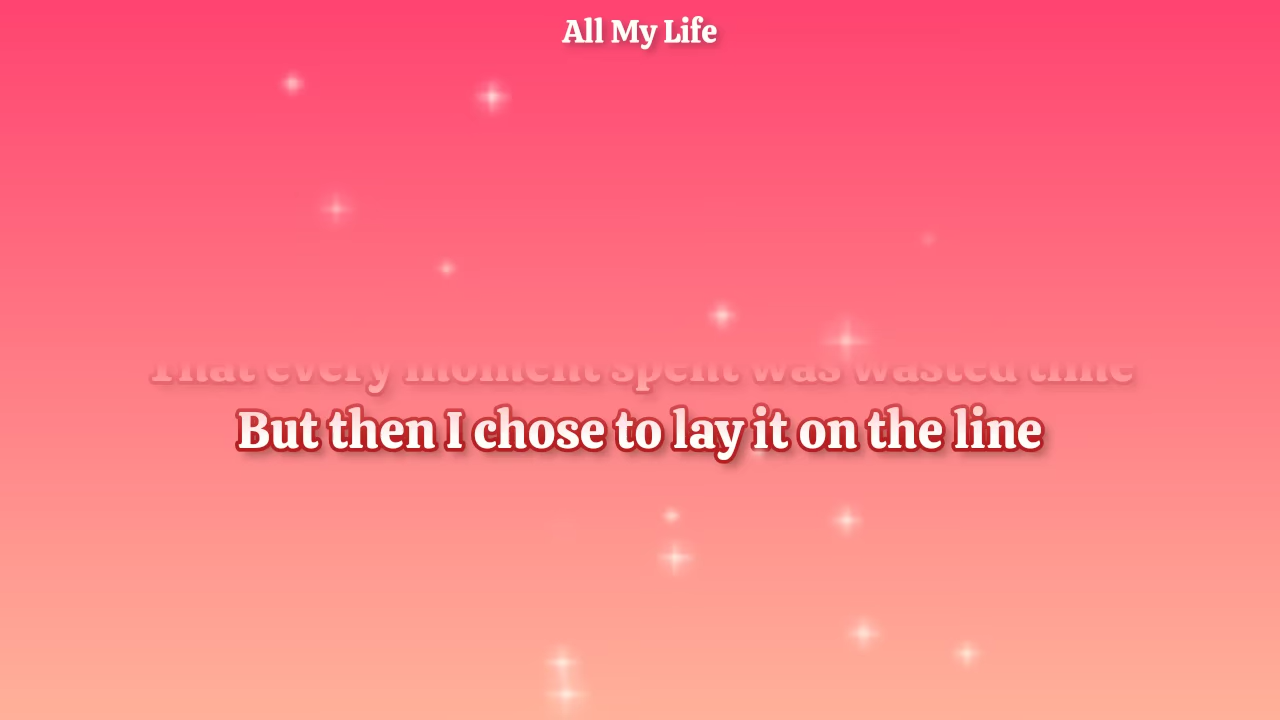 All My Life
That every moment spent was wasted time
But then I chose to lay it on the line